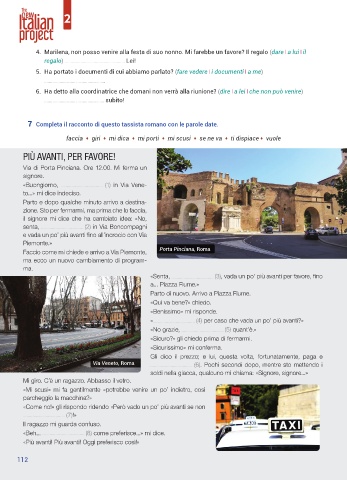 The
new
Italian
project
2
4. Marilena, non posso venire alla festa di suo nonno. Mi farebbe un favore? Il regalo (dare | a lui | il
regalo) .............................. Lei!
5. Ha portato i documenti di cui abbiamo parlato? (fare vedere | i documenti | a me)
..............................
6. Ha detto alla coordinatrice che domani non verrà alla riunione? (dire | a lei | che non può venire)
.............................. subito!
7 Completa il racconto di questo tassista romano con le parole date.
faccia • giri • mi dica • mi porti • mi scusi • se ne va • ti dispiace • vuole
PIÙ AVANTI, PER FAVORE!
Via di Porta Pinciana. Ore 12:00. Mi ferma un
signore.
«Buongiorno, .................... (1) in Via Vene-
to...» mi dice indeciso.
Parto e dopo qualche minuto arrivo a destina-
zione. Sto per fermarmi, ma prima che lo faccia,
il signore mi dice che ha cambiato idea: «No,
senta, .................... (2) in Via Boncompagni
e vada un po' più avanti fino all'incrocio con Via
Piemonte.»
Faccio come mi chiede e arrivo a Via Piemonte,
ma ecco un nuovo cambiamento di program-
ma.
Porta Pinciana, Roma
«Senta, .................... (3), vada un po' più avanti per favore, fino
a... Piazza Fiume.»
Parto di nuovo. Arrivo a Piazza Fiume.
«Qui va bene?» chiedo.
«Benissimo» mi risponde.
«.................... (4) per caso che vada un po' più avanti?»
«No grazie, .................... (5) quant'è.»
«Sicuro?» gli chiedo prima di fermarmi.
«Sicurissimo» mi conferma.
Gli dico il prezzo; e lui, questa volta, fortunatamente, paga e
.................... (6). Pochi secondi dopo, mentre sto mettendo i
soldi nella giacca, qualcuno mi chiama: «Signore, signore...»
Via Veneto, Roma
Mi giro. C'è un ragazzo. Abbasso il vetro.
«Mi scusi» mi fa gentilmente «potrebbe venire un po' indietro, così
parcheggio la macchina?»
«Come no!» gli rispondo ridendo «Però vado un po' più avanti se non
.................... (7)!»
Il ragazzo mi guarda confuso.
«Beh, .................... (8) come preferisce...» mi dice.
«Più avanti! Più avanti! Oggi preferisco così!»
TAXI
112